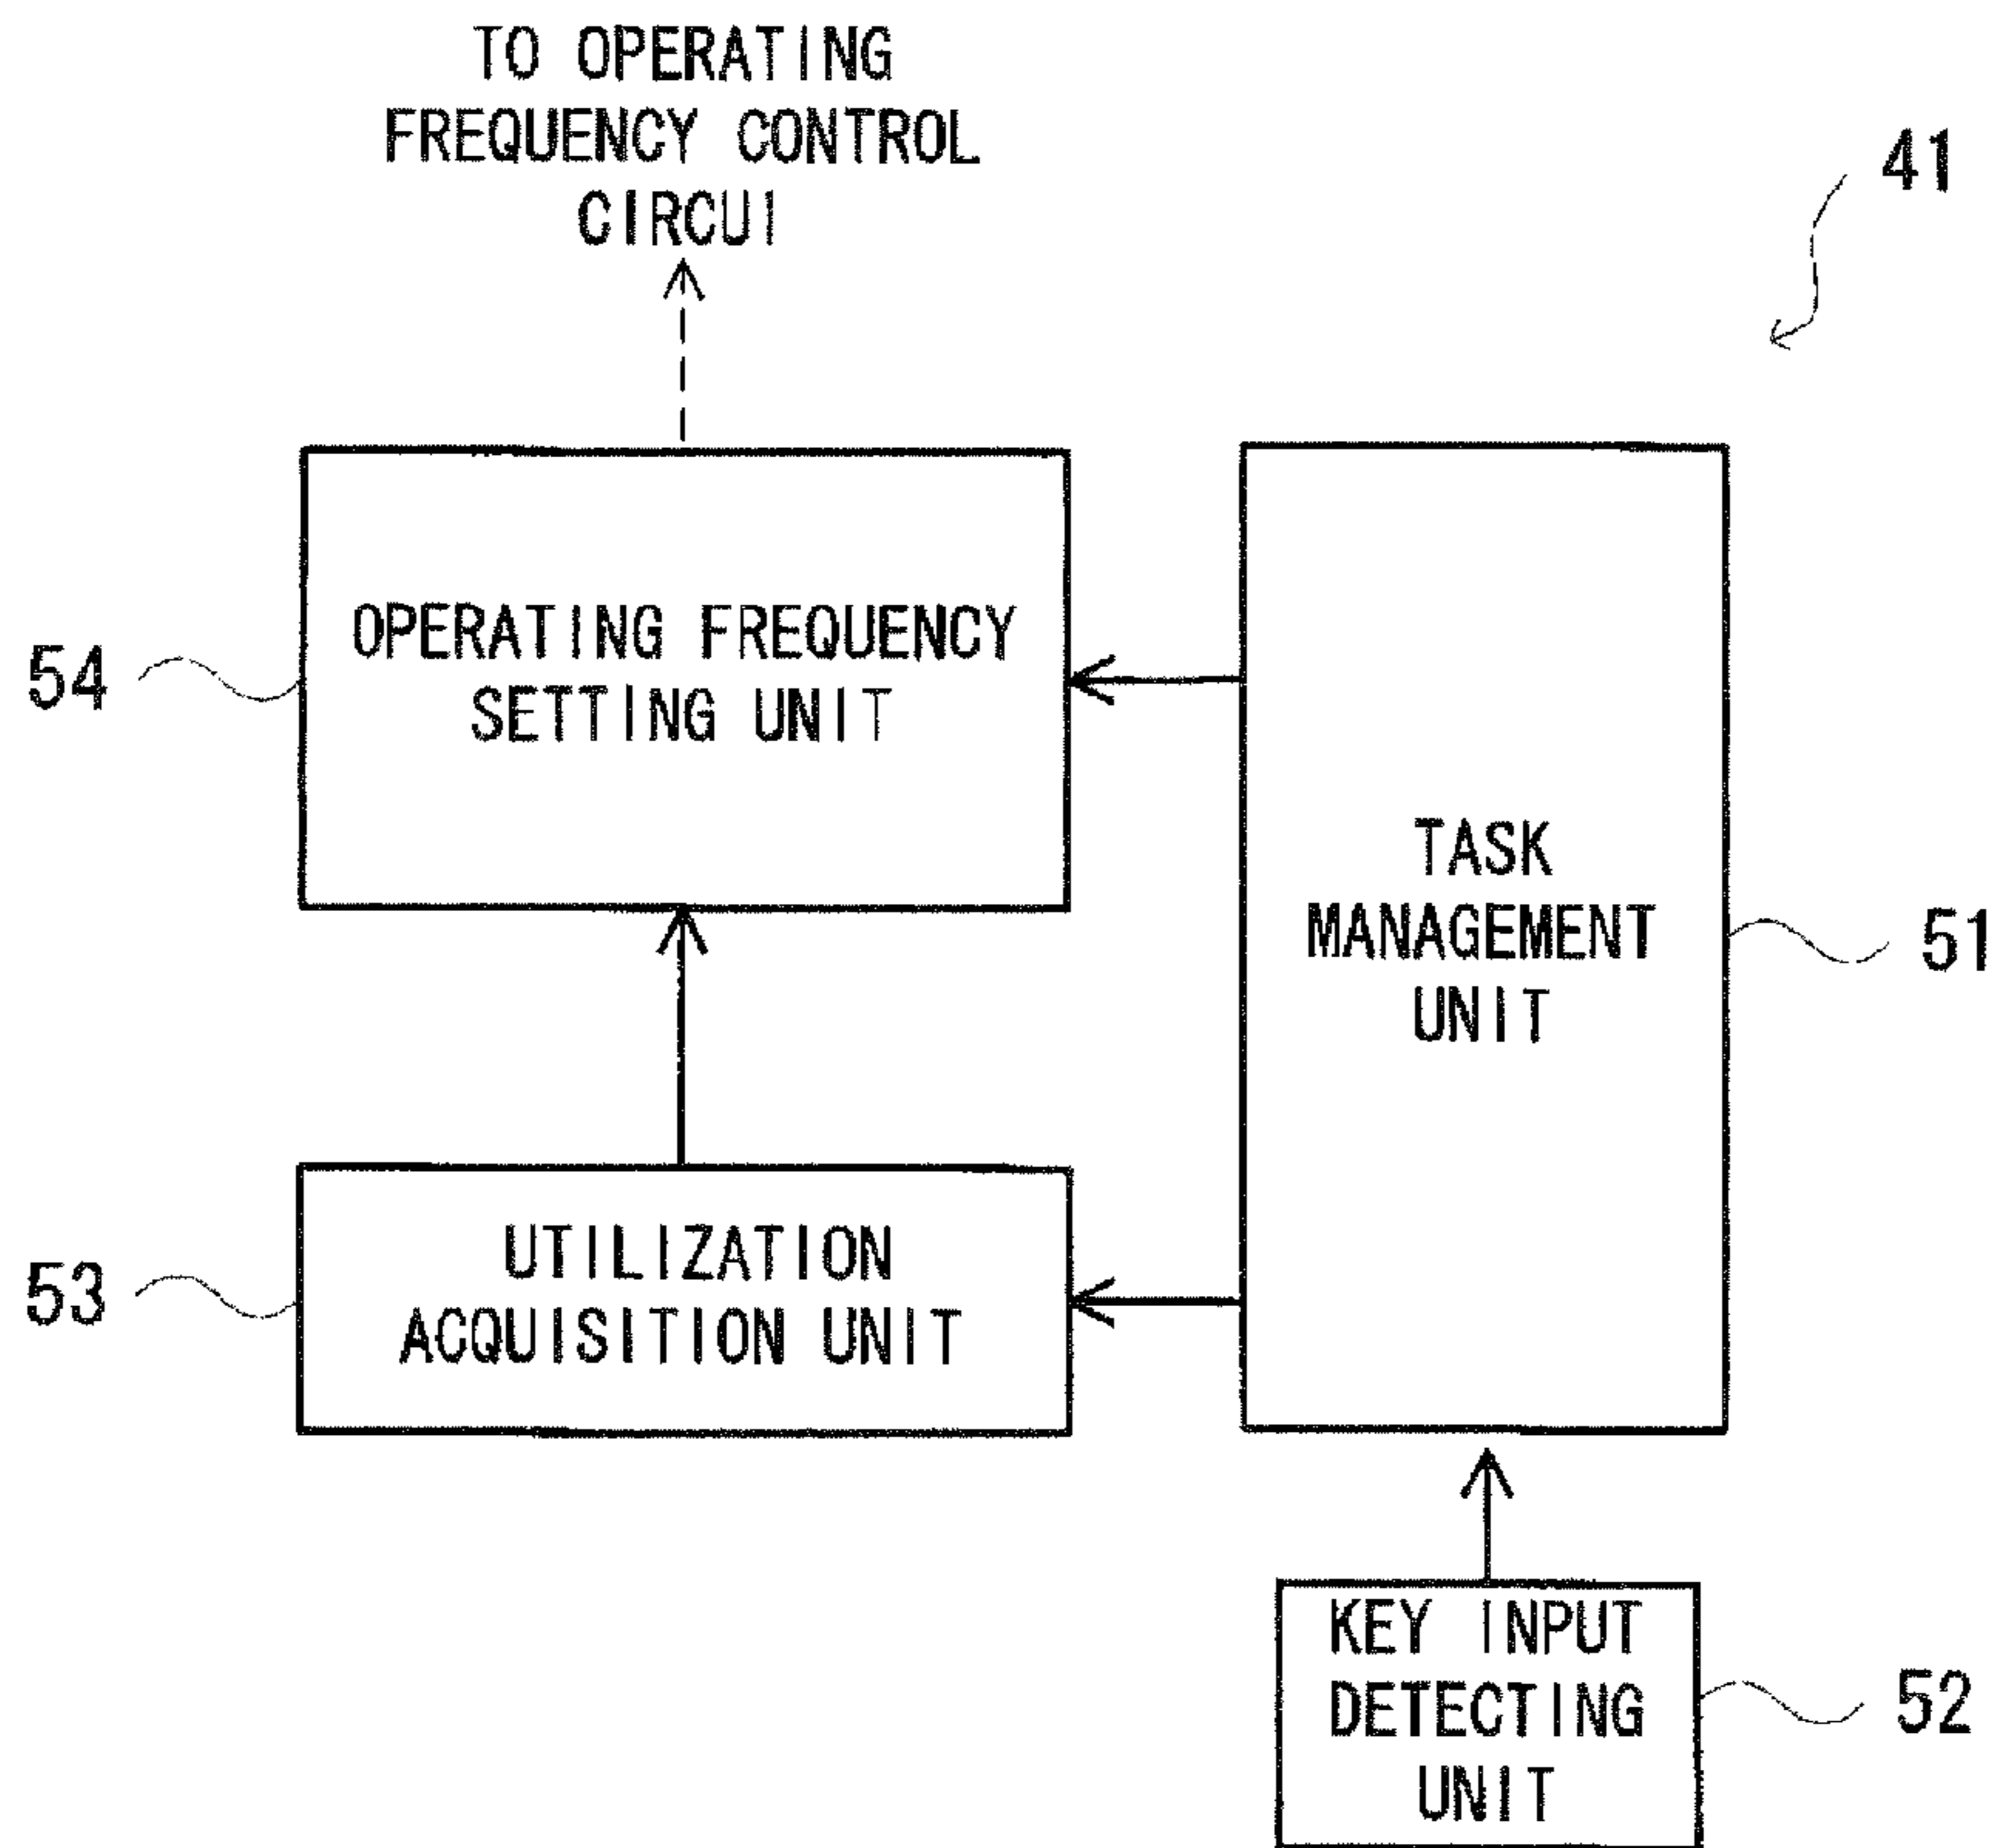 TO OPERATING
FREQUENCY CONTROL
CIRCUI
41
54
OPERATING FREQUENCY
SETTING UNIT
TASK
MANAGEMENT
UNIT
51
53
UTILIZATION
ACQUISITION UNIT
KEY INPUT
DETECTING
UNIT
52